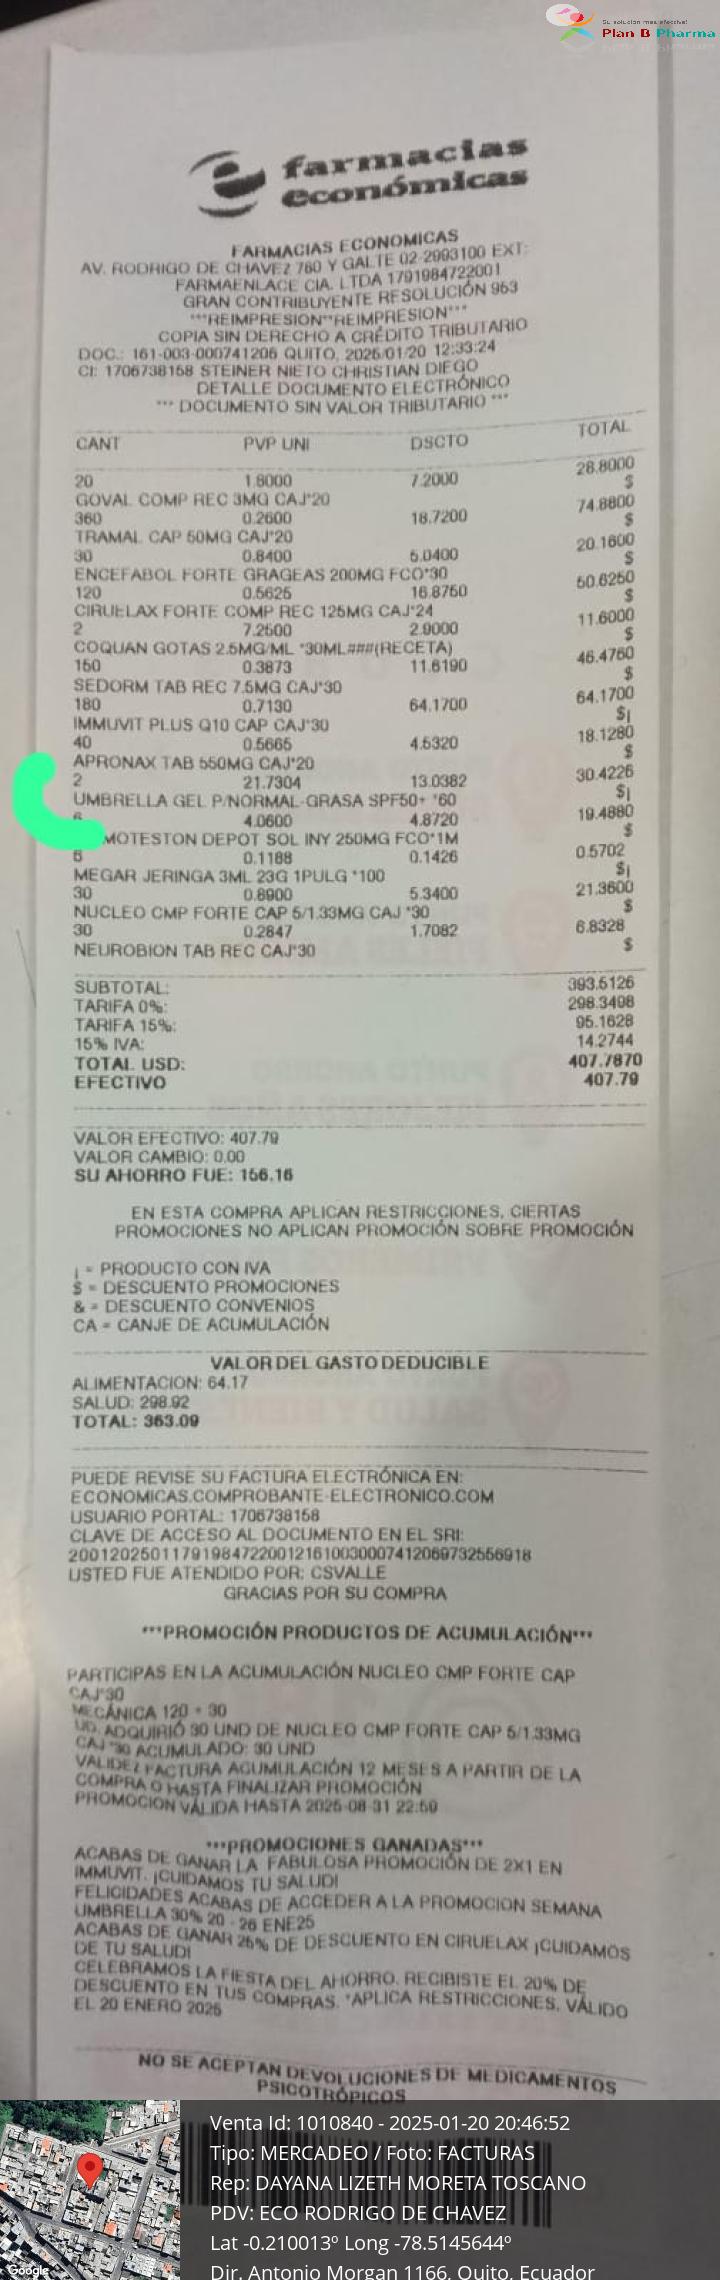 Su solución mas efectiva!
Plan B Pharma
farmacias
económicas
FARMACIAS ECONOMICAS
AV. RODRIGO DE CHAVEZ 760 Y GALTE 02-2993100 EXT:
FARMAENLACE CIA. LTDA 1791984722001
GRAN CONTRIBUYENTE RESOLUCIÓN 953
***REIMPRESION**REIMPRESION***
COPIA SIN DERECHO A CRÉDITO TRIBUTARIO
DOC.: 161-003-000741206 QUITO, 2025/01/20 12:33:24
CI: 1706738158 STEINER NIETO CHRISTIAN DIEGO
DETALLE DOCUMENTO ELECTRÓNICO
*** DOCUMENTO SIN VALOR TRIBUTARIO ***
CANT PVP UNI DSCTO TOTAL
20 1.8000 7.2000 28.8000
GOVAL COMP REC 3MG CAJ*20 $
360 0.2600 18.7200 74.8800
TRAMAL CAP 50MG CAJ*20 $
30 0.8400 5.0400 20.1600
ENCEFABOL FORTE GRAGEAS 200MG FCO*30 $
120 0.5625 16.8750 50.6250
CIRUELAX FORTE COMP REC 125MG CAJ*24 $
2 7.2500 2.9000 11.6000
COQUAN GOTAS 2.5MG/ML *30ML###(RECETA) $
150 0.3873 11.6190 46.4760
SEDORM TAB REC 7.5MG CAJ*30 $
180 0.7130 64.1700 64.1700
IMMUVIT PLUS Q10 CAP CAJ*30 $¡
40 0.5665 4.5320 18.1280
APRONAX TAB 550MG CAJ*20 $
2 21.7304 13.0382 30.4226
UMBRELLA GEL P/NORMAL-GRASA SPF50+ *60 $¡
6 4.0600 4.8720 19.4880
MOTESTON DEPOT SOL INY 250MG FCO*1M $
6 0.1188 0.1426 0.5702
MEGAR JERINGA 3ML 23G 1PULG *100 $¡
30 0.8900 5.3400 21.3600
NUCLEO CMP FORTE CAP 5/1.33MG CAJ *30 $
30 0.2847 1.7082 6.8328
NEUROBION TAB REC CAJ*30 $
SUBTOTAL: 393.5126
TARIFA 0%: 298.3498
TARIFA 15%: 95.1628
15% IVA: 14.2744
TOTAL USD: 407.7870
EFECTIVO 407.79
VALOR EFECTIVO: 407.79
VALOR CAMBIO: 0.00
SU AHORRO FUE: 156.16
EN ESTA COMPRA APLICAN RESTRICCIONES, CIERTAS
PROMOCIONES NO APLICAN PROMOCIÓN SOBRE PROMOCIÓN
¡ = PRODUCTO CON IVA
$ = DESCUENTO PROMOCIONES
& = DESCUENTO CONVENIOS
CA = CANJE DE ACUMULACIÓN
VALOR DEL GASTO DEDUCIBLE
ALIMENTACION: 64.17
SALUD: 298.92
TOTAL: 363.09
PUEDE REVISE SU FACTURA ELECTRÓNICA EN:
ECONOMICAS.COMPROBANTE-ELECTRONICO.COM
USUARIO PORTAL: 1706738158
CLAVE DE ACCESO AL DOCUMENTO EN EL SRI:
2001202501179198472200121610030007412069732556918
USTED FUE ATENDIDO POR: CSVALLE
GRACIAS POR SU COMPRA
***PROMOCIÓN PRODUCTOS DE ACUMULACIÓN***
PARTICIPAS EN LA ACUMULACIÓN NUCLEO CMP FORTE CAP
CAJ*30
MECÁNICA 120 + 30
UD. ADQUIRIÓ 30 UND DE NUCLEO CMP FORTE CAP 5/1.33MG
CAJ *30 ACUMULADO: 30 UND
VALIDEZ FACTURA ACUMULACIÓN 12 MESES A PARTIR DE LA
COMPRA O HASTA FINALIZAR PROMOCIÓN
PROMOCION VÁLIDA HASTA 2025-08-31 22:59
***PROMOCIONES GANADAS***
ACABAS DE GANAR LA FABULOSA PROMOCIÓN DE 2X1 EN
IMMUVIT. ¡CUIDAMOS TU SALUD!
FELICIDADES ACABAS DE ACCEDER A LA PROMOCION SEMANA
UMBRELLA 30% 20 - 26 ENE25
ACABAS DE GANAR 25% DE DESCUENTO EN CIRUELAX ¡CUIDAMOS
DE TU SALUD!
CELEBRAMOS LA FIESTA DEL AHORRO. RECIBISTE EL 20% DE
DESCUENTO EN TUS COMPRAS. *APLICA RESTRICCIONES. VÁLIDO
EL 20 ENERO 2025
NO SE ACEPTAN DEVOLUCIONES DE MEDICAMENTOS
PSICOTRÓPICOS
Venta Id: 1010840 - 2025-01-20 20:46:52
Tipo: MERCADEO / Foto: FACTURAS
Rep: DAYANA LIZETH MORETA TOSCANO
PDV: ECO RODRIGO DE CHAVEZ
Lat -0.210013º Long -78.5145644º
Dir. Antonio Morgan 1166, Quito, Ecuador
Google